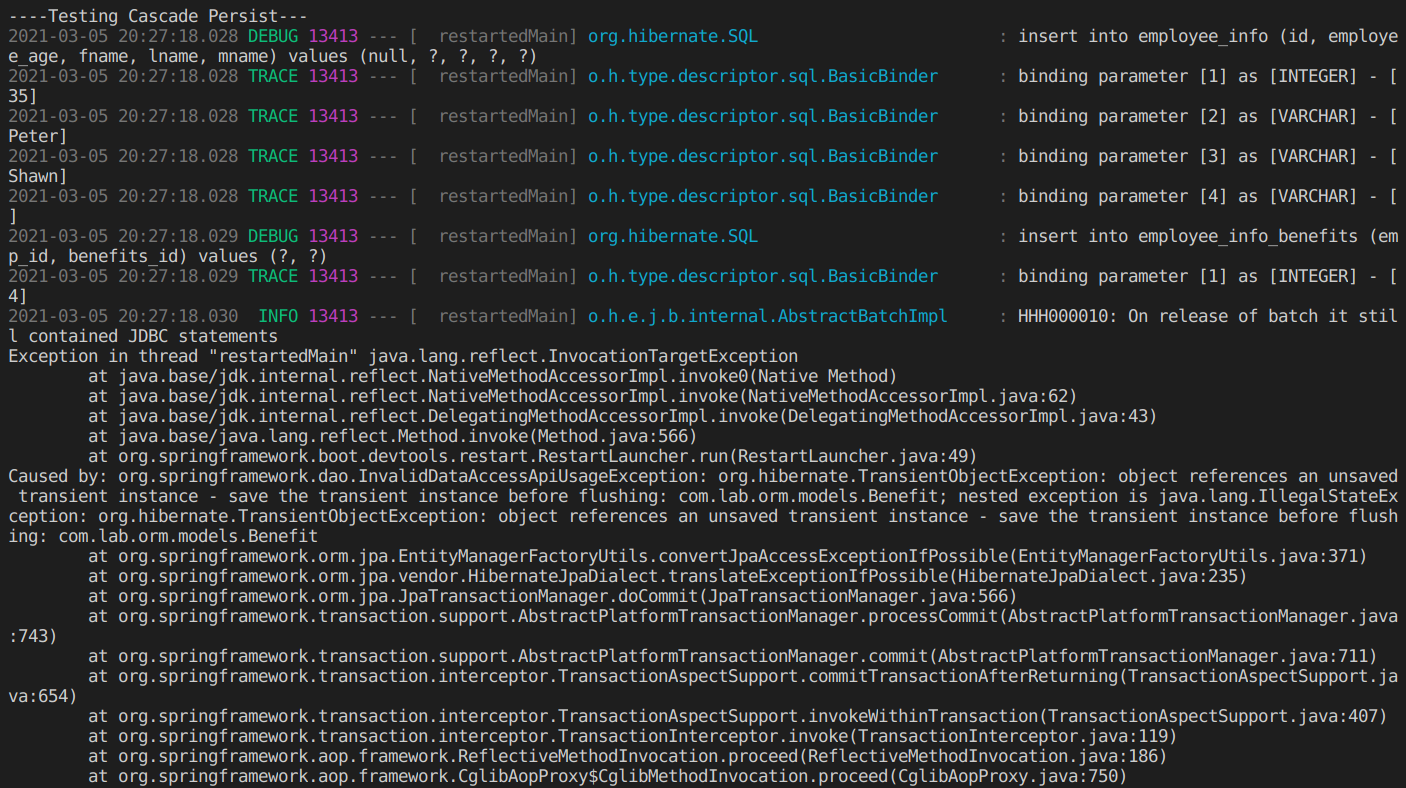 ----Testing Cascade Persist---
2021-03-05 20:27:18.028 DEBUG 13413 --- [  restartedMain] org.hibernate.SQL                        : insert into employee_info (id, employe
e_age, fname, lname, mname) values (null, ?, ?, ?, ?)
2021-03-05 20:27:18.028 TRACE 13413 --- [  restartedMain] o.h.type.descriptor.sql.BasicBinder      : binding parameter [1] as [INTEGER] - [
35]
2021-03-05 20:27:18.028 TRACE 13413 --- [  restartedMain] o.h.type.descriptor.sql.BasicBinder      : binding parameter [2] as [VARCHAR] - [
Peter]
2021-03-05 20:27:18.028 TRACE 13413 --- [  restartedMain] o.h.type.descriptor.sql.BasicBinder      : binding parameter [3] as [VARCHAR] - [
Shawn]
2021-03-05 20:27:18.028 TRACE 13413 --- [  restartedMain] o.h.type.descriptor.sql.BasicBinder      : binding parameter [4] as [VARCHAR] - [
]
2021-03-05 20:27:18.029 DEBUG 13413 --- [  restartedMain] org.hibernate.SQL                        : insert into employee_info_benefits (em
p_id, benefits_id) values (?, ?)
2021-03-05 20:27:18.029 TRACE 13413 --- [  restartedMain] o.h.type.descriptor.sql.BasicBinder      : binding parameter [1] as [INTEGER] - [
4]
2021-03-05 20:27:18.030  INFO 13413 --- [  restartedMain] o.h.e.j.b.internal.AbstractBatchImpl     : HHH000010: On release of batch it stil
l contained JDBC statements
Exception in thread "restartedMain" java.lang.reflect.InvocationTargetException
        at java.base/jdk.internal.reflect.NativeMethodAccessorImpl.invoke0(Native Method)
        at java.base/jdk.internal.reflect.NativeMethodAccessorImpl.invoke(NativeMethodAccessorImpl.java:62)
        at java.base/jdk.internal.reflect.DelegatingMethodAccessorImpl.invoke(DelegatingMethodAccessorImpl.java:43)
        at java.base/java.lang.reflect.Method.invoke(Method.java:566)
        at org.springframework.boot.devtools.restart.RestartLauncher.run(RestartLauncher.java:49)
Caused by: org.springframework.dao.InvalidDataAccessApiUsageException: org.hibernate.TransientObjectException: object references an unsaved
 transient instance - save the transient instance before flushing: com.lab.orm.models.Benefit; nested exception is java.lang.IllegalStateEx
ception: org.hibernate.TransientObjectException: object references an unsaved transient instance - save the transient instance before flush
ing: com.lab.orm.models.Benefit
        at org.springframework.orm.jpa.EntityManagerFactoryUtils.convertJpaAccessExceptionIfPossible(EntityManagerFactoryUtils.java:371)
        at org.springframework.orm.jpa.vendor.HibernateJpaDialect.translateExceptionIfPossible(HibernateJpaDialect.java:235)
        at org.springframework.orm.jpa.JpaTransactionManager.doCommit(JpaTransactionManager.java:566)
        at org.springframework.transaction.support.AbstractPlatformTransactionManager.processCommit(AbstractPlatformTransactionManager.java
:743)
        at org.springframework.transaction.support.AbstractPlatformTransactionManager.commit(AbstractPlatformTransactionManager.java:711)
        at org.springframework.transaction.interceptor.TransactionAspectSupport.commitTransactionAfterReturning(TransactionAspectSupport.ja
va:654)
        at org.springframework.transaction.interceptor.TransactionAspectSupport.invokeWithinTransaction(TransactionAspectSupport.java:407)
        at org.springframework.transaction.interceptor.TransactionInterceptor.invoke(TransactionInterceptor.java:119)
        at org.springframework.aop.framework.ReflectiveMethodInvocation.proceed(ReflectiveMethodInvocation.java:186)
        at org.springframework.aop.framework.CglibAopProxy$CglibMethodInvocation.proceed(CglibAopProxy.java:750)